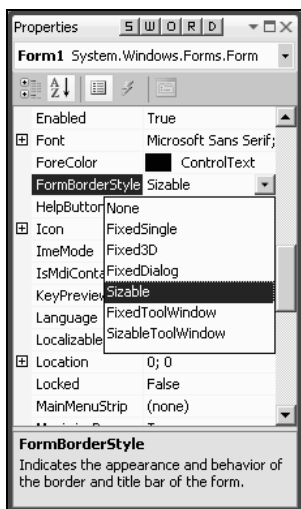 Properties S W O R D
Form1 System.Windows.Forms.Form
A Z
Enabled True
Font Microsoft Sans Serif;
ForeColor ControlText
FormBorderStyle Sizable
HelpButton None
FixedSingle
Icon Fixed3D
ImeMode FixedDialog
IsMdiConta Sizable
KeyPreview FixedToolWindow
Language SizableToolWindow
Localizable
Location 0; 0
Locked False
MainMenuStrip (none)
FormBorderStyle
Indicates the appearance and behavior of
the border and title bar of the form.